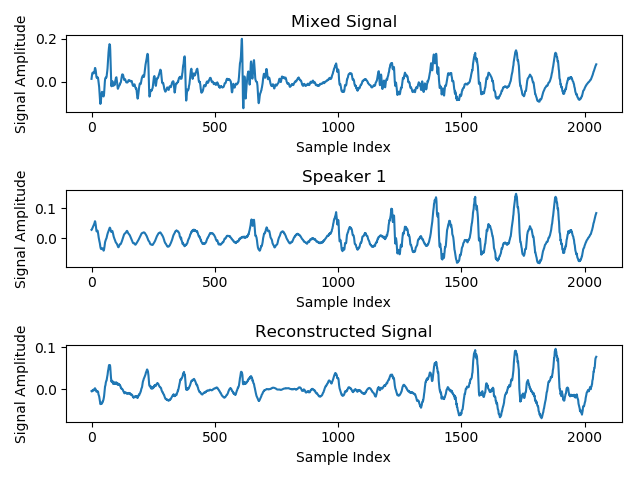 Mixed Signal
Signal Amplitude
0.2
0.0
0 500 1000 1500 2000
Sample Index
Speaker 1
Signal Amplitude
0.1
0.0
0 500 1000 1500 2000
Sample Index
Reconstructed Signal
Signal Amplitude
0.1
0.0
0 500 1000 1500 2000
Sample Index